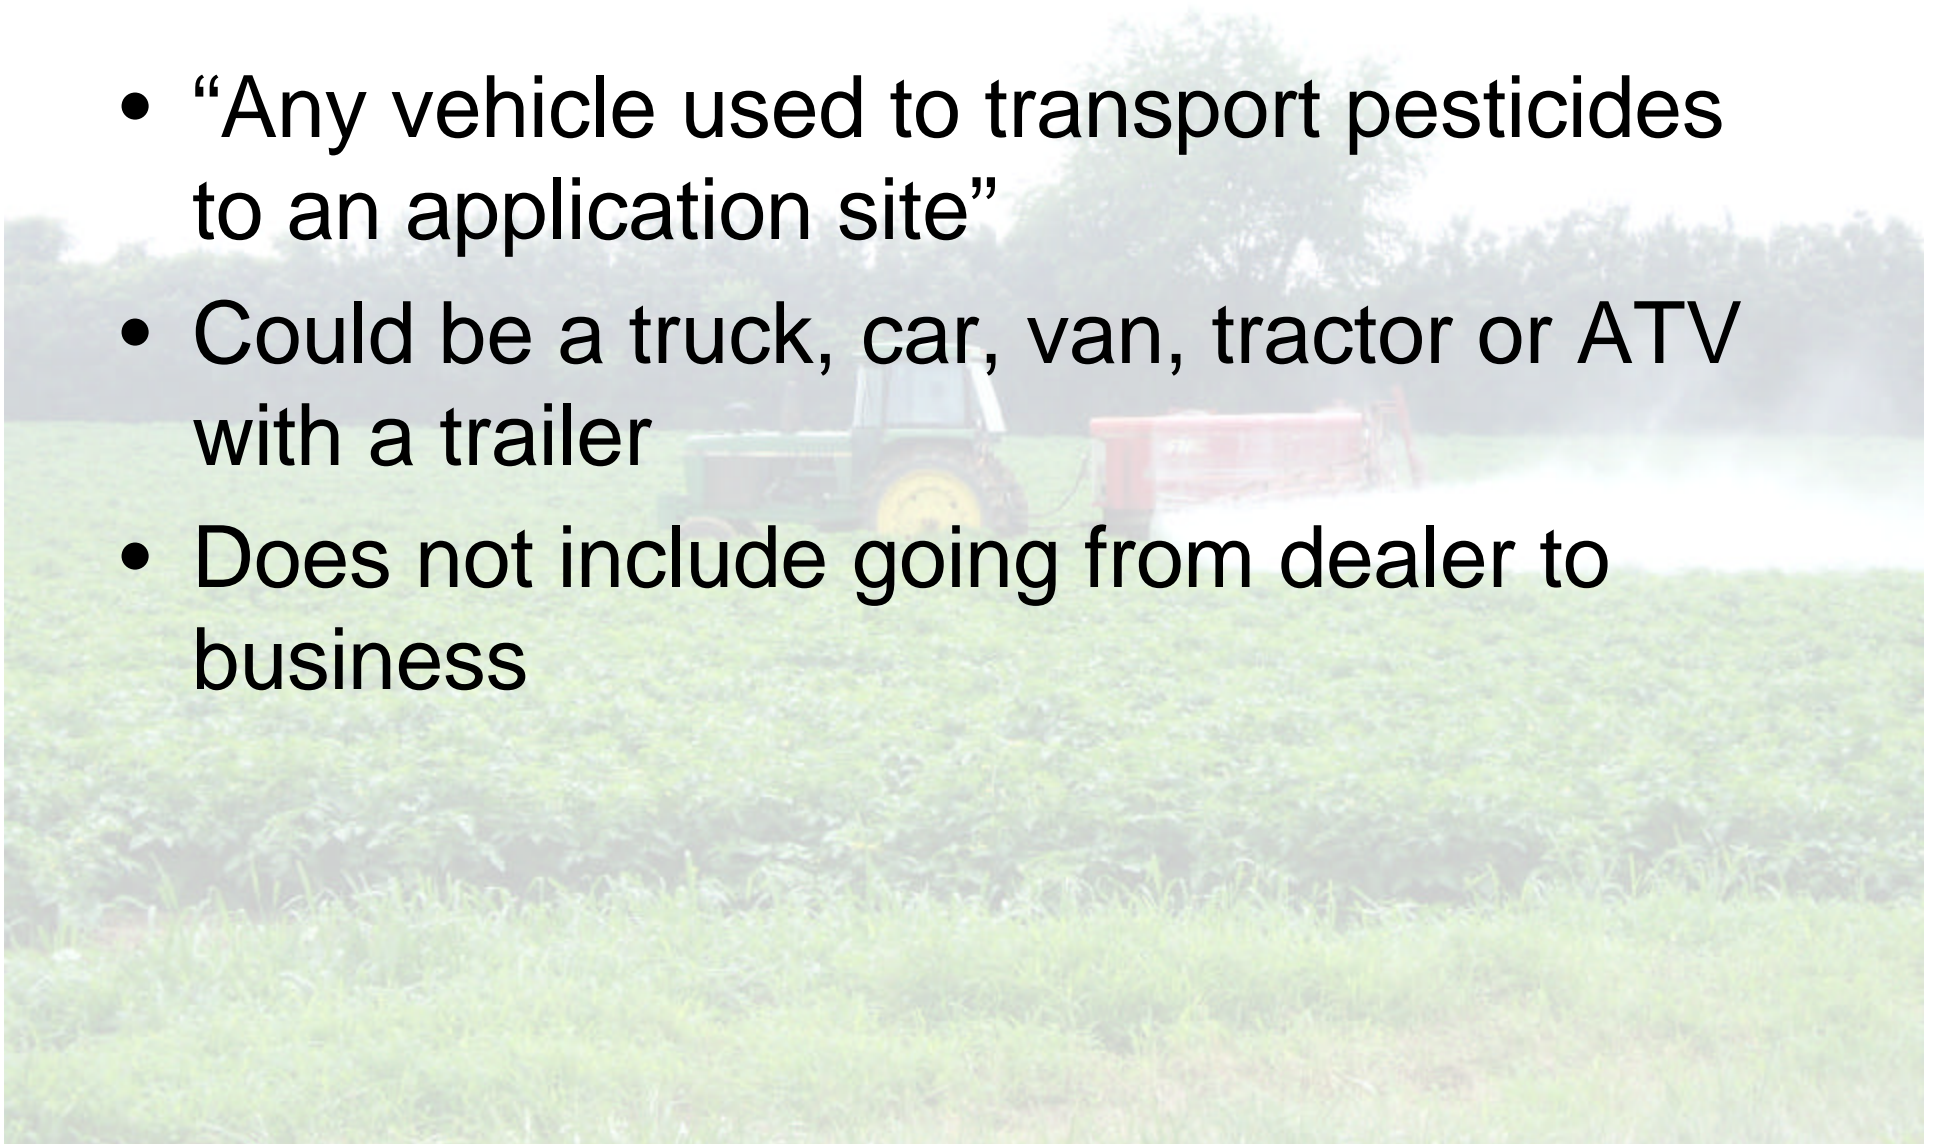 • “Any vehicle used to transport pesticides
to an application site”
• Could be a truck, car, van, tractor or ATV
with a trailer
• Does not include going from dealer to
business